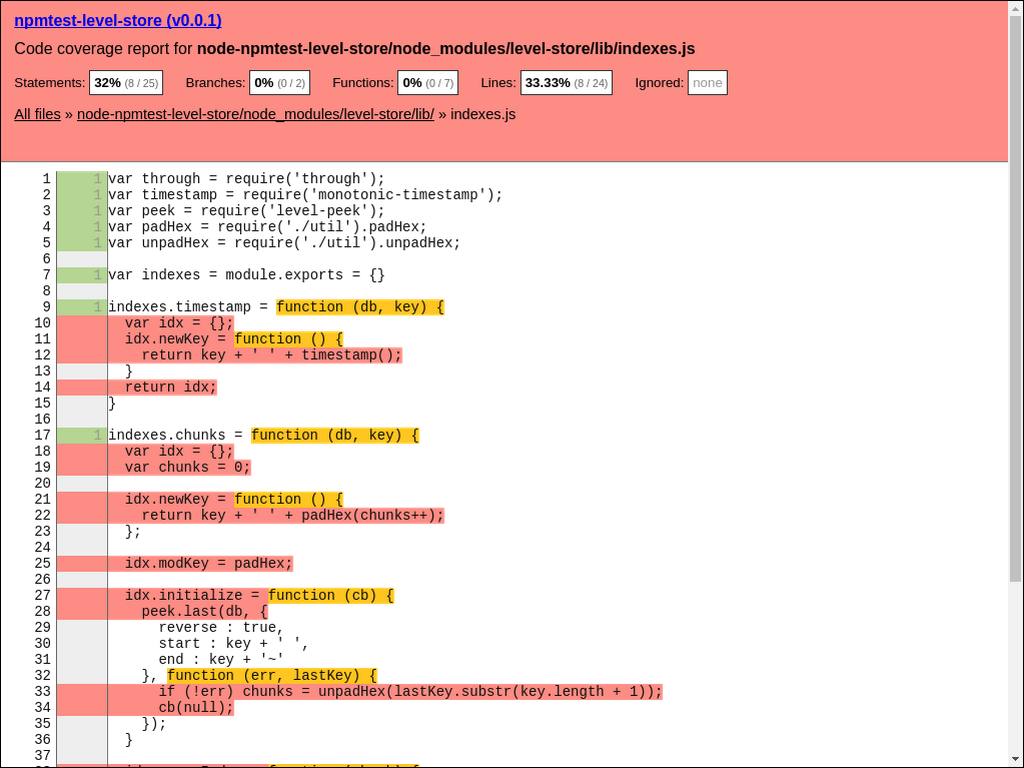 npmtest-level-store (v0.0.1)
Code coverage report for node-npmtest-level-store/node_modules/level-store/lib/indexes.js
Statements: 32% (8 / 25) Branches: 0% (0 / 2) Functions: 0% (0 / 7) Lines: 33.33% (8 / 24) Ignored: none
All files » node-npmtest-level-store/node_modules/level-store/lib/ » indexes.js
1 1 var through = require('through');
2 1 var timestamp = require('monotonic-timestamp');
3 1 var peek = require('level-peek');
4 1 var padHex = require('./util').padHex;
5 1 var unpadHex = require('./util').unpadHex;
6
7 1 var indexes = module.exports = {}
8
9 1 indexes.timestamp = function (db, key) {
10   var idx = {};
11   idx.newKey = function () {
12     return key + ' ' + timestamp();
13   }
14   return idx;
15 }
16
17 1 indexes.chunks = function (db, key) {
18   var idx = {};
19   var chunks = 0;
20
21   idx.newKey = function () {
22     return key + ' ' + padHex(chunks++);
23   };
24
25   idx.modKey = padHex;
26
27   idx.initialize = function (cb) {
28     peek.last(db, {
29       reverse : true,
30       start : key + ' ',
31       end : key + '~'
32     }, function (err, lastKey) {
33       if (!err) chunks = unpadHex(lastKey.substr(key.length + 1));
34       cb(null);
35     });
36   }
37